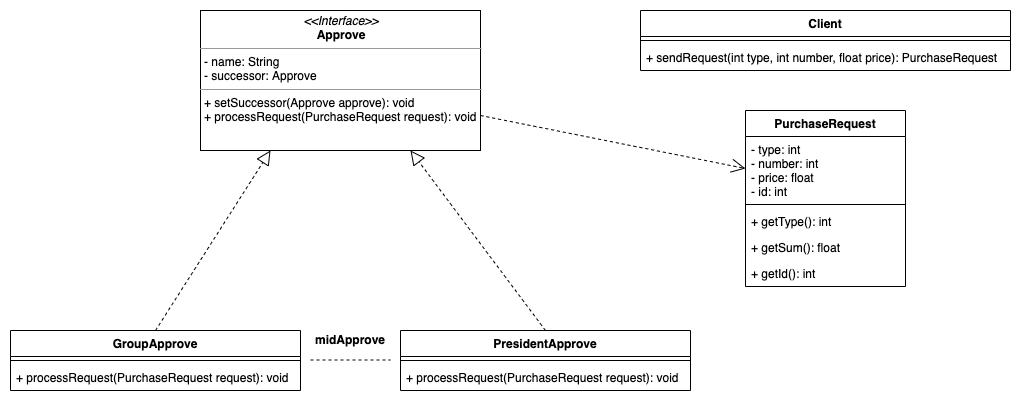 <<Interface>>
Approve
- name: String
- successor: Approve
+ setSuccessor(Approve approve): void
+ processRequest(PurchaseRequest request): void
Client
+ sendRequest(int type, int number, float price): PurchaseRequest
PurchaseRequest
- type: int
- number: int
- price: float
- id: int
+ getType(): int
+ getSum(): float
+ getId(): int
GroupApprove
+ processRequest(PurchaseRequest request): void
midApprove
PresidentApprove
+ processRequest(PurchaseRequest request): void